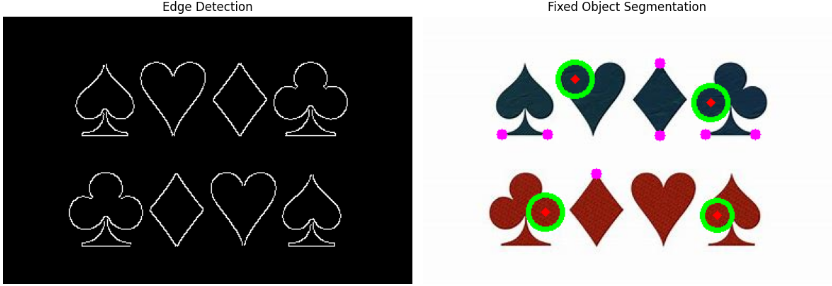 Edge Detection
Fixed Object Segmentation